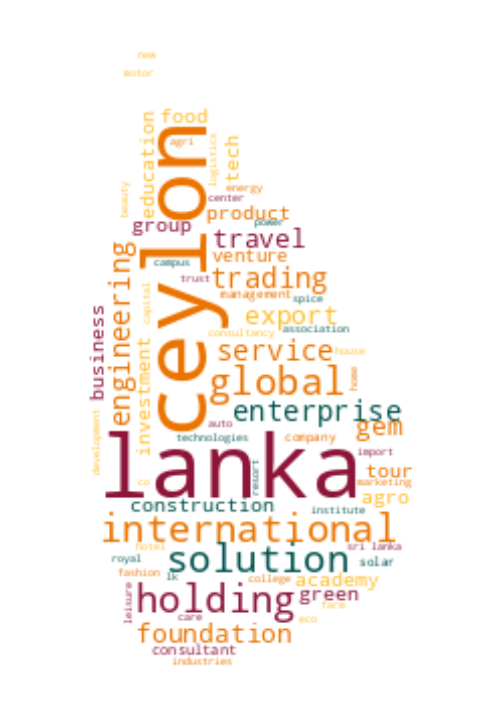 new
motor
food
education
ceylon
agri
tech
logistics
energy
center
beauty
product
group
power
travel
engineering
venture
campus
trust
trading
management
spice
capital
export
business
association
consultancy
investment
service
house
global
home
enterprise
development
auto
gem
technologies
company
lanka
import
resort
tour
co
marketing
agro
construction
institute
international
hotel
sri lanka
solution
royal
solar
fashion
lk
college
academy
leisure
holding
green
care
farm
eco
foundation
consultant
industries